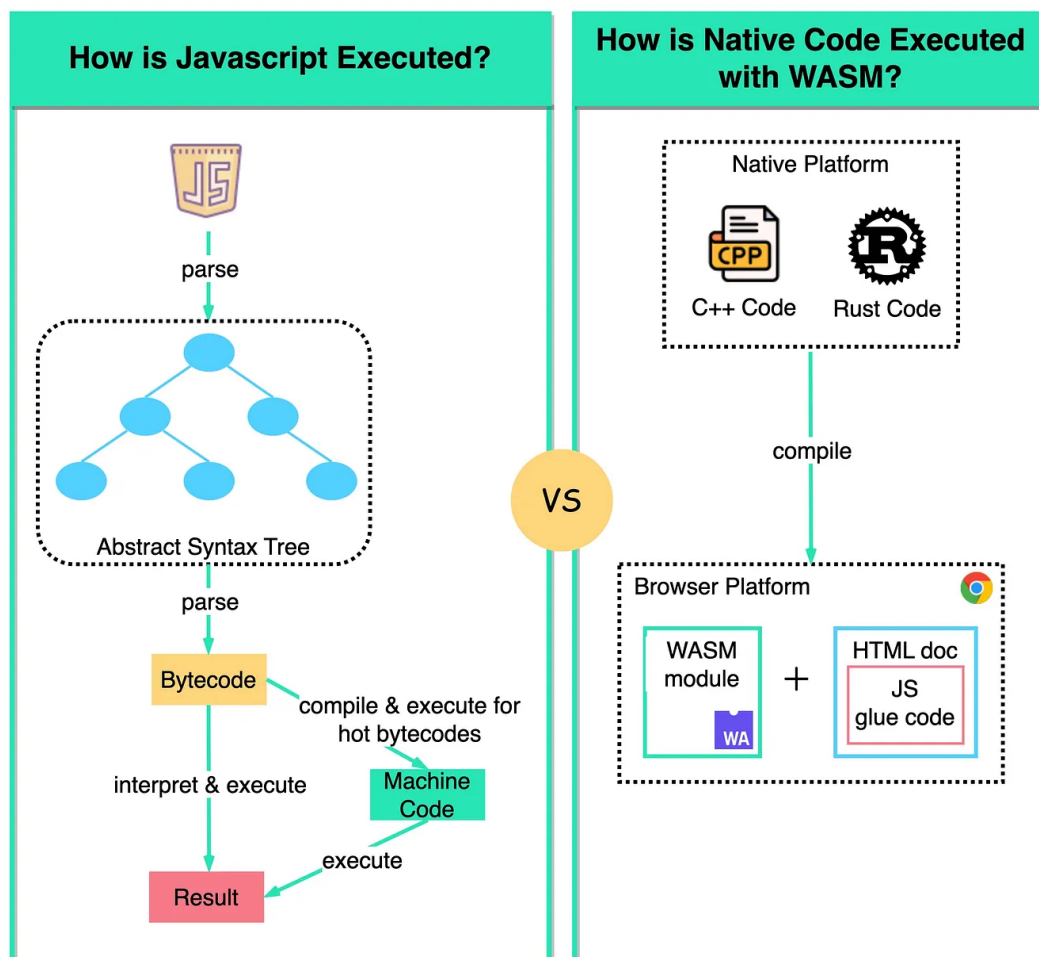 How is Javascript Executed?
JS
parse
Abstract Syntax Tree
parse
Bytecode
compile & execute for
hot bytecodes
Machine
Code
interpret & execute
execute
Result
VS
How is Native Code Executed
with WASM?
Native Platform
CPP
R
C++ Code
Rust Code
compile
Browser Platform
WASM
module
WA
+
HTML doc
JS
glue code